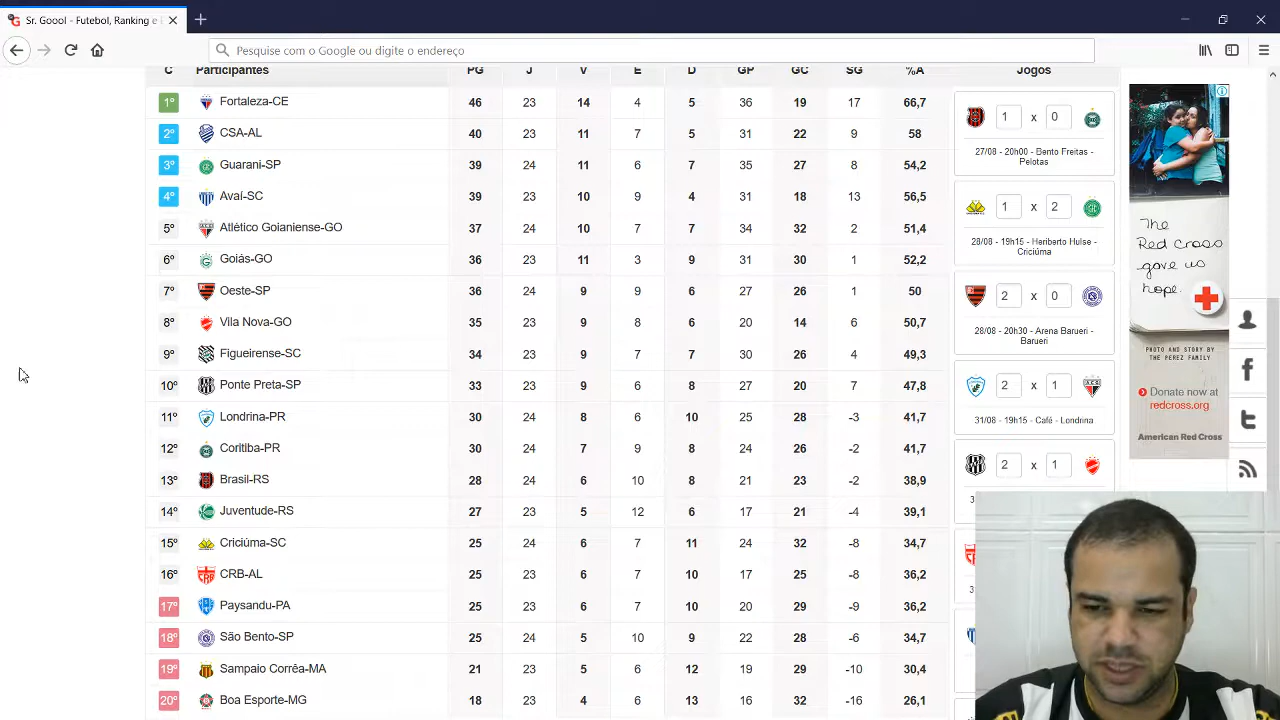 Sr. Goool - Futebol, Ranking e
Pesquise com o Google ou digite o endereço
C Participantes PG J V E D GP GC SG %A Jogos
1º Fortaleza-CE 46 23 14 4 5 36 19 17 66,7
2º CSA-AL 40 23 11 7 5 31 22 9 58
3º Guarani-SP 39 24 11 6 7 35 27 8 54,2
4º Avaí-SC 39 23 10 9 4 31 18 13 56,5
5º Atlético Goianiense-GO 37 24 10 7 7 34 32 2 51,4
6º Goiás-GO 36 23 11 3 9 31 30 1 52,2
7º Oeste-SP 36 24 9 9 6 27 26 1 50
8º Vila Nova-GO 35 23 9 8 6 20 14 6 50,7
9º Figueirense-SC 34 23 9 7 7 30 26 4 49,3
10º Ponte Preta-SP 33 23 9 6 8 27 20 7 47,8
11º Londrina-PR 30 24 8 6 10 25 28 -3 41,7
12º Coritiba-PR 30 24 7 9 8 24 26 -2 41,7
13º Brasil-RS 28 24 6 10 8 21 23 -2 38,9
14º Juventude-RS 27 23 5 12 6 17 21 -4 39,1
15º Criciúma-SC 25 24 6 7 11 24 32 -8 34,7
16º CRB-AL 25 23 6 7 10 17 25 -8 36,2
17º Paysandu-PA 25 23 6 7 10 20 29 -9 36,2
18º São Bento-SP 25 24 5 10 9 22 28 -6 34,7
19º Sampaio Corrêa-MA 21 23 5 6 12 19 29 -10 30,4
20º Boa Esporte-MG 18 23 4 6 13 16 32 -16 26,1
1 x 0
27/08 - 20h00 - Bento Freitas -
Pelotas
1 x 2
28/08 - 19h15 - Heriberto Hulse -
Criciúma
2 x 0
28/08 - 20h30 - Arena Barueri -
Barueri
2 x 1
31/08 - 19h15 - Café - Londrina
2 x 1
3
3
The
Red Cross
gave us
hope.
PHOTO AND STORY BY
THE PEREZ FAMILY
Donate now at
redcross.org
American Red Cross